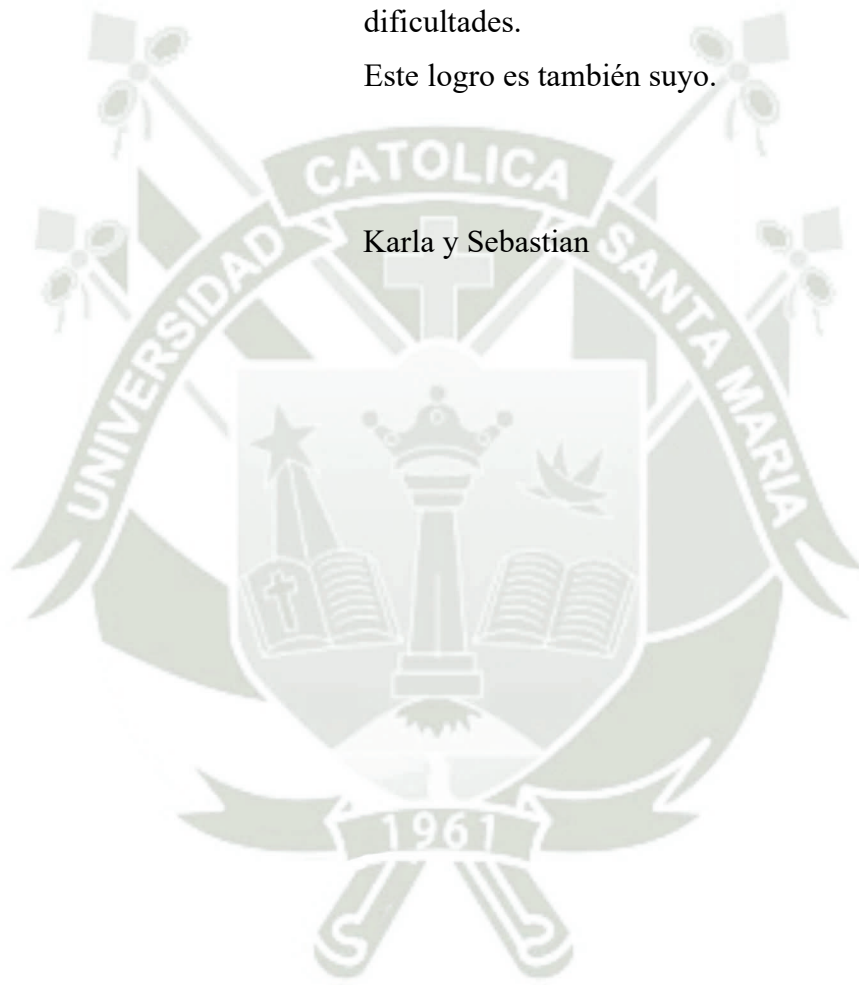 dificultades.
Este logro es también suyo.
CATOLICA
Karla y Sebastian
UNIVERSIDAD
SANTA MARIA
1961